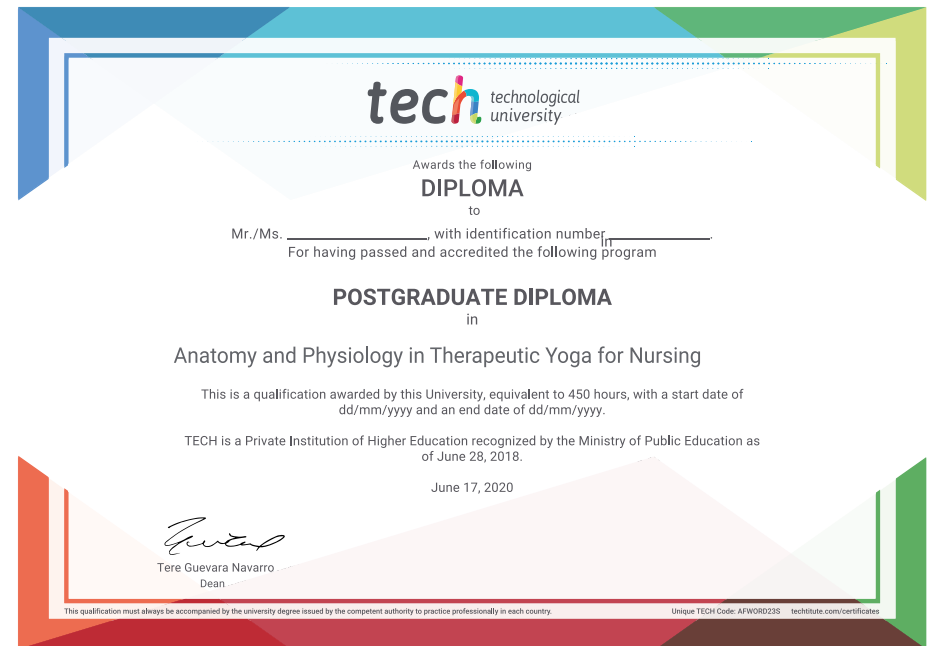 tech technological
university
Awards the following
DIPLOMA
to
Mr./Ms. ____________________, with identification number ______________.
in
For having passed and accredited the following program
POSTGRADUATE DIPLOMA
in
Anatomy and Physiology in Therapeutic Yoga for Nursing
This is a qualification awarded by this University, equivalent to 450 hours, with a start date of
dd/mm/yyyy and an end date of dd/mm/yyyy.
TECH is a Private Institution of Higher Education recognized by the Ministry of Public Education as
of June 28, 2018.
June 17, 2020
Tere Guevara Navarro
Dean
This qualification must always be accompanied by the university degree issued by the competent authority to practice professionally in each country. Unique TECH Code: AFWORD23S techtitute.com/certificates